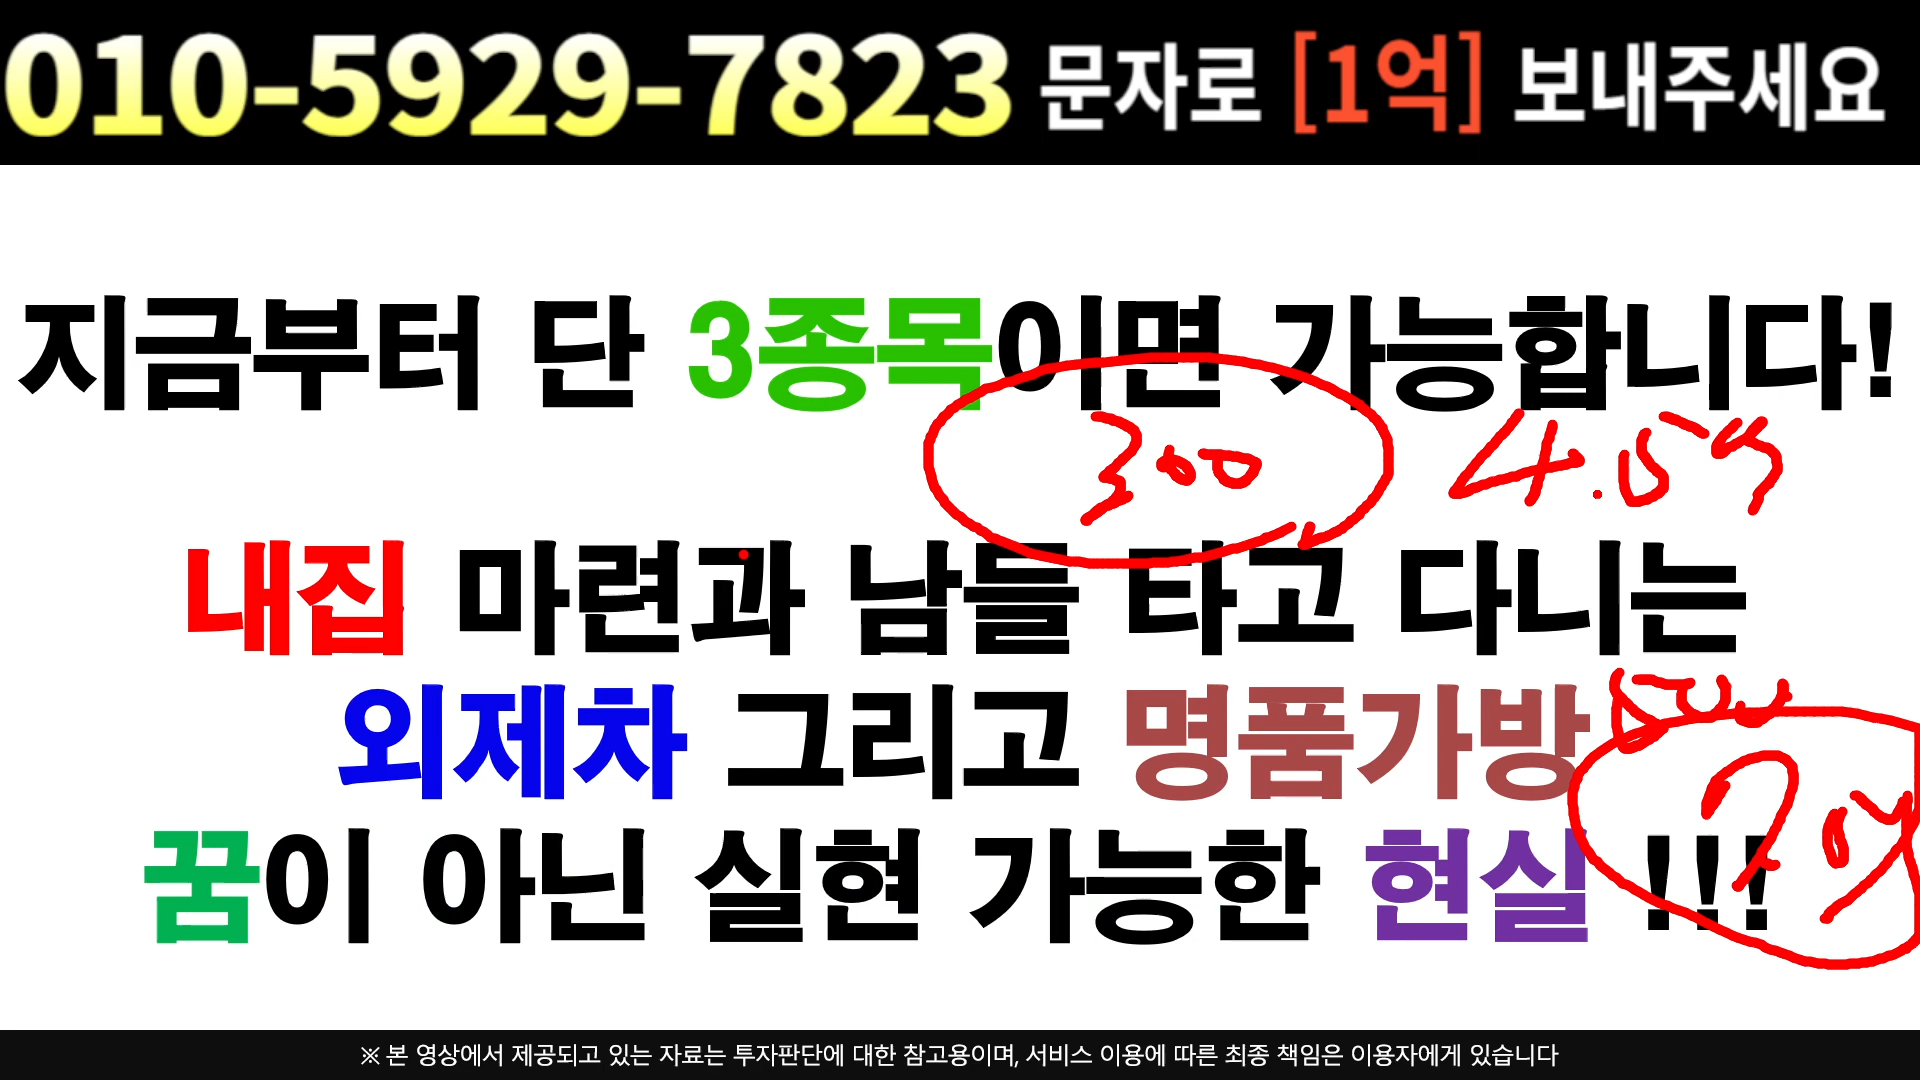 010-5929-7823 문자로 [1억] 보내주세요
지금부터 단 3종목이면 가능합니다!
300
4.5억
내집 마련과 남들 타고 다니는
외제차 그리고 명품가방
500
꿈이 아닌 실현 가능한 현실 !!!
※ 본 영상에서 제공되고 있는 자료는 투자판단에 대한 참고용이며, 서비스 이용에 따른 최종 책임은 이용자에게 있습니다